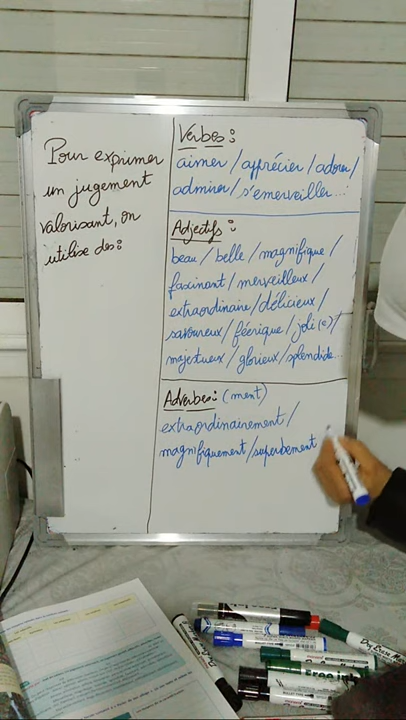 Pour exprimer
un jugement
valorisant, on
utilise des:
Verbes:
aimer / apprécier / adorer /
admirer / s'émerveiller...
Adjectifs:
beau / belle / magnifique /
fascinant / merveilleux /
extraordinaire / délicieux /
savoureux / féerique / joli(e) /
majestueux / glorieux / splendide...
Adverbes: (ment)
extraordinairement /
magnifiquement / superbement